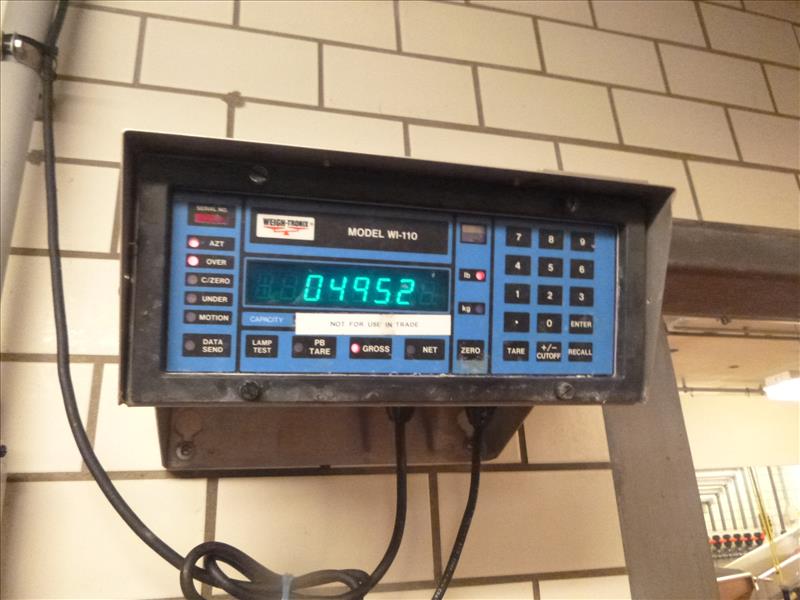 SERIAL NO.
WEIGH-TRONIX
MODEL WI-110
AZT
OVER
C/ZERO
UNDER
MOTION
DATA SEND
04952
CAPACITY
NOT FOR USE IN TRADE
LAMP TEST
PB TARE
GROSS
NET
lb
kg
ZERO
7 8 9
4 5 6
1 2 3
. 0 ENTER
TARE +/- CUTOFF RECALL